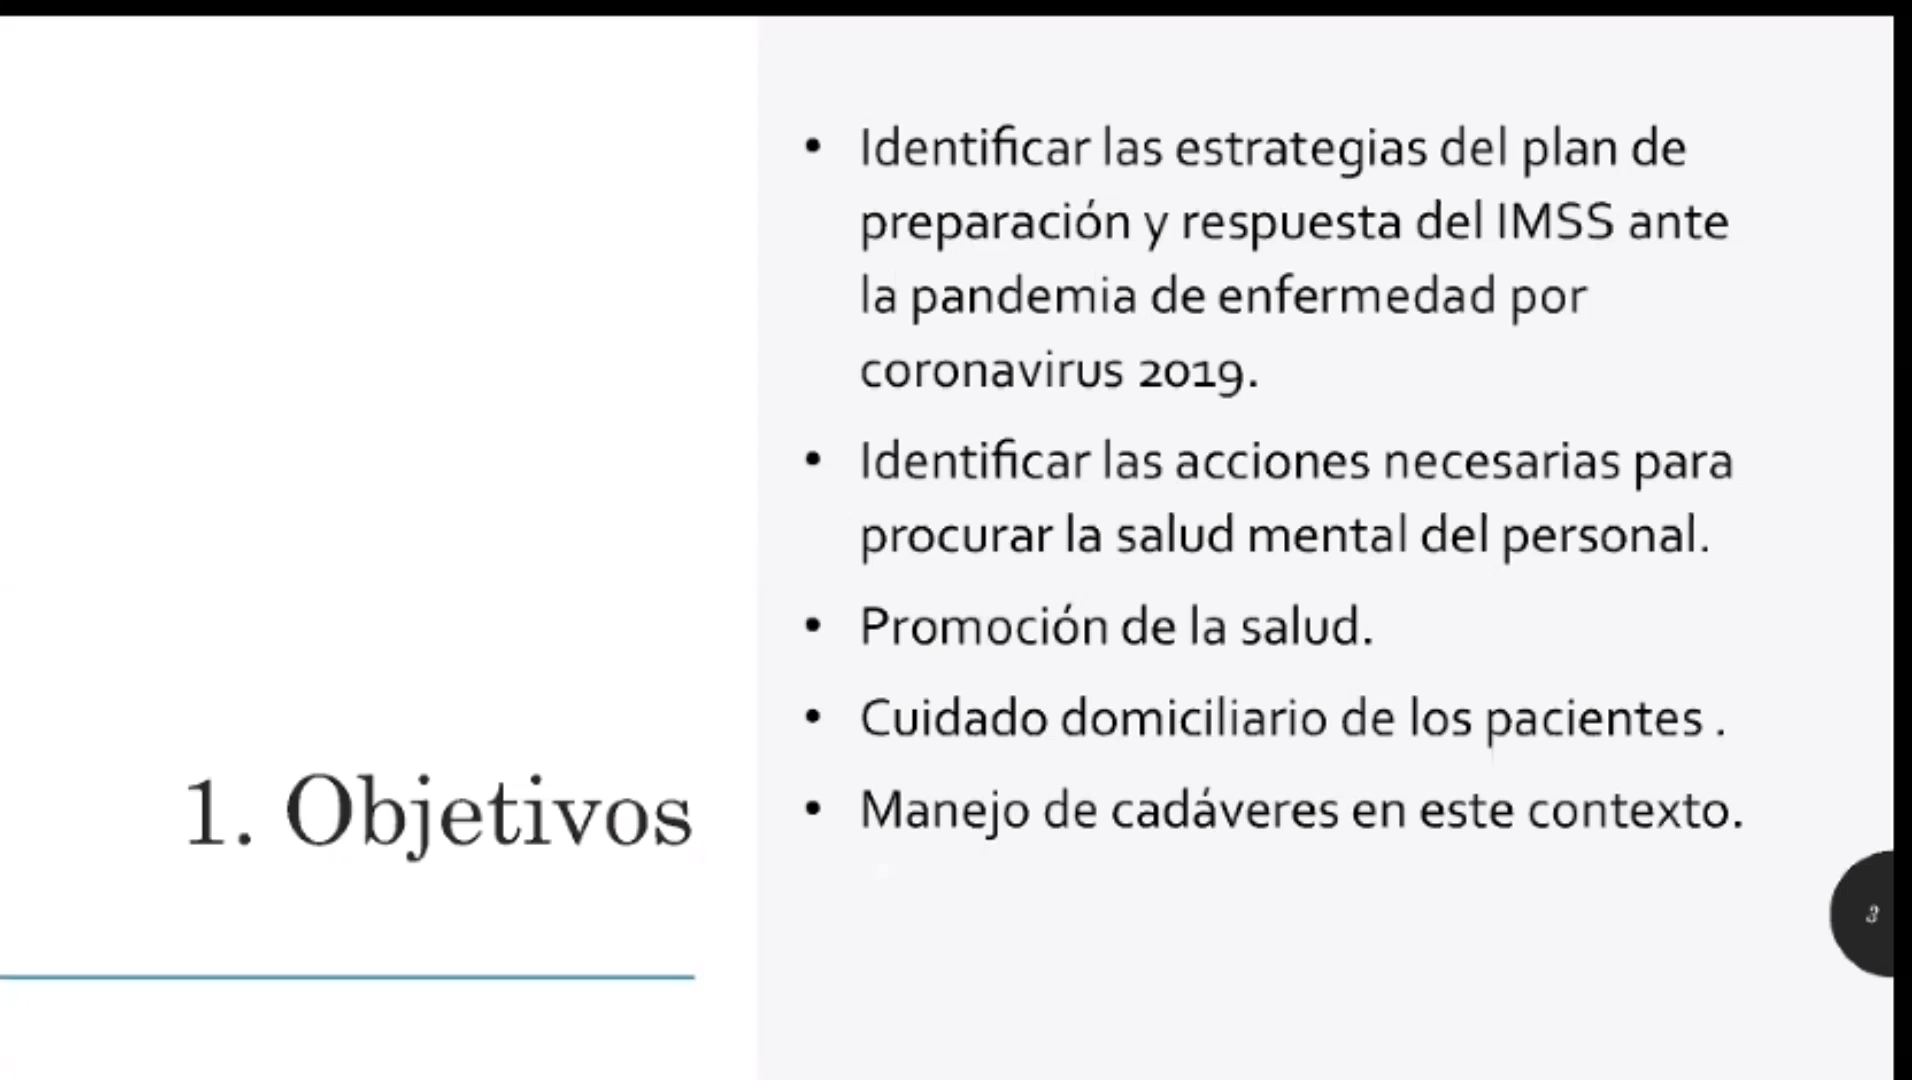 1. Objetivos
• Identificar las estrategias del plan de
preparación y respuesta del IMSS ante
la pandemia de enfermedad por
coronavirus 2019.
• Identificar las acciones necesarias para
procurar la salud mental del personal.
• Promoción de la salud.
• Cuidado domiciliario de los pacientes .
• Manejo de cadáveres en este contexto.
3